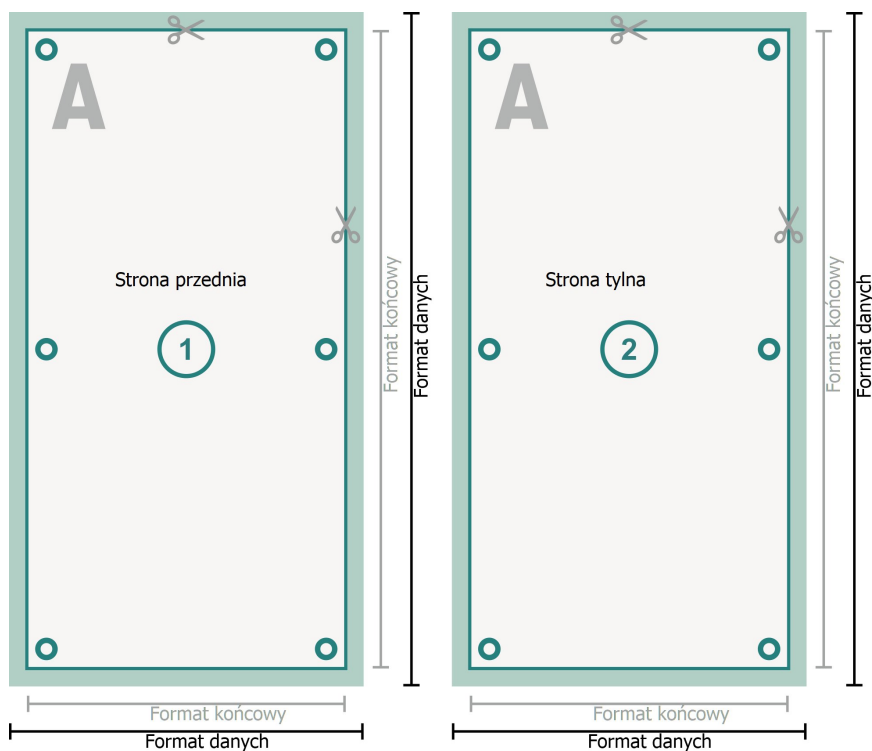 A
Strona przednia
1
Format końcowy
Format danych
Format końcowy
Format danych
A
Strona tylna
2
Format końcowy
Format danych
Format końcowy
Format danych